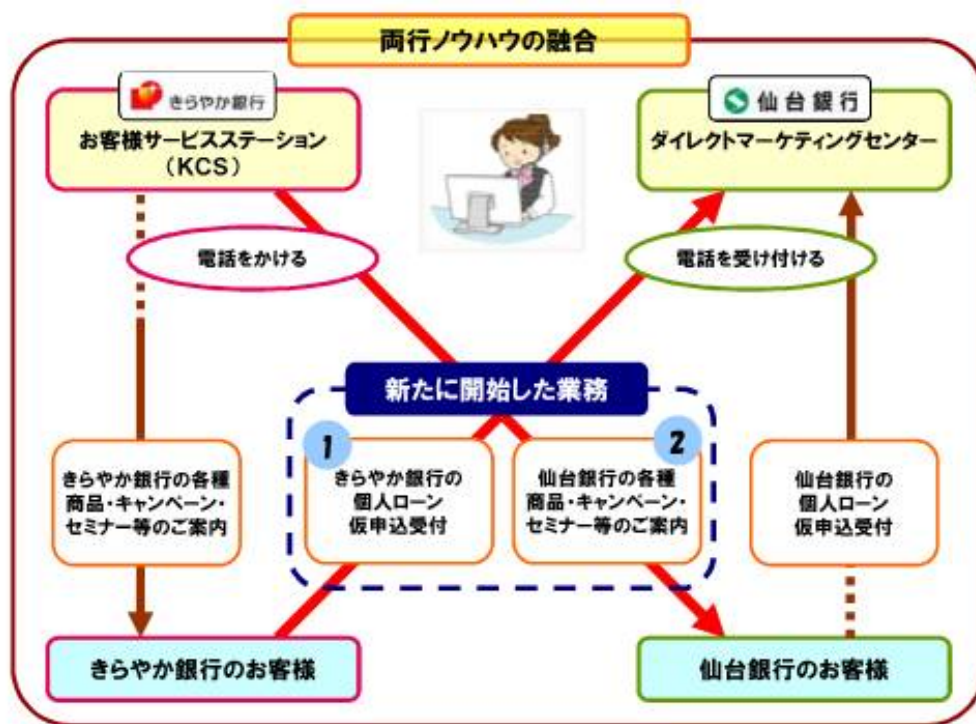 両行ノウハウの融合
きらやか銀行
お客様サービスステーション
(KCS)
仙台銀行
ダイレクトマーケティングセンター
電話をかける
電話を受け付ける
新たに開始した業務
きらやか銀行の各種
商品・キャンペーン・
セミナー等のご案内
1
きらやか銀行の
個人ローン
仮申込受付
2
仙台銀行の各種
商品・キャンペーン・
セミナー等のご案内
仙台銀行の
個人ローン
仮申込受付
きらやか銀行のお客様
仙台銀行のお客様